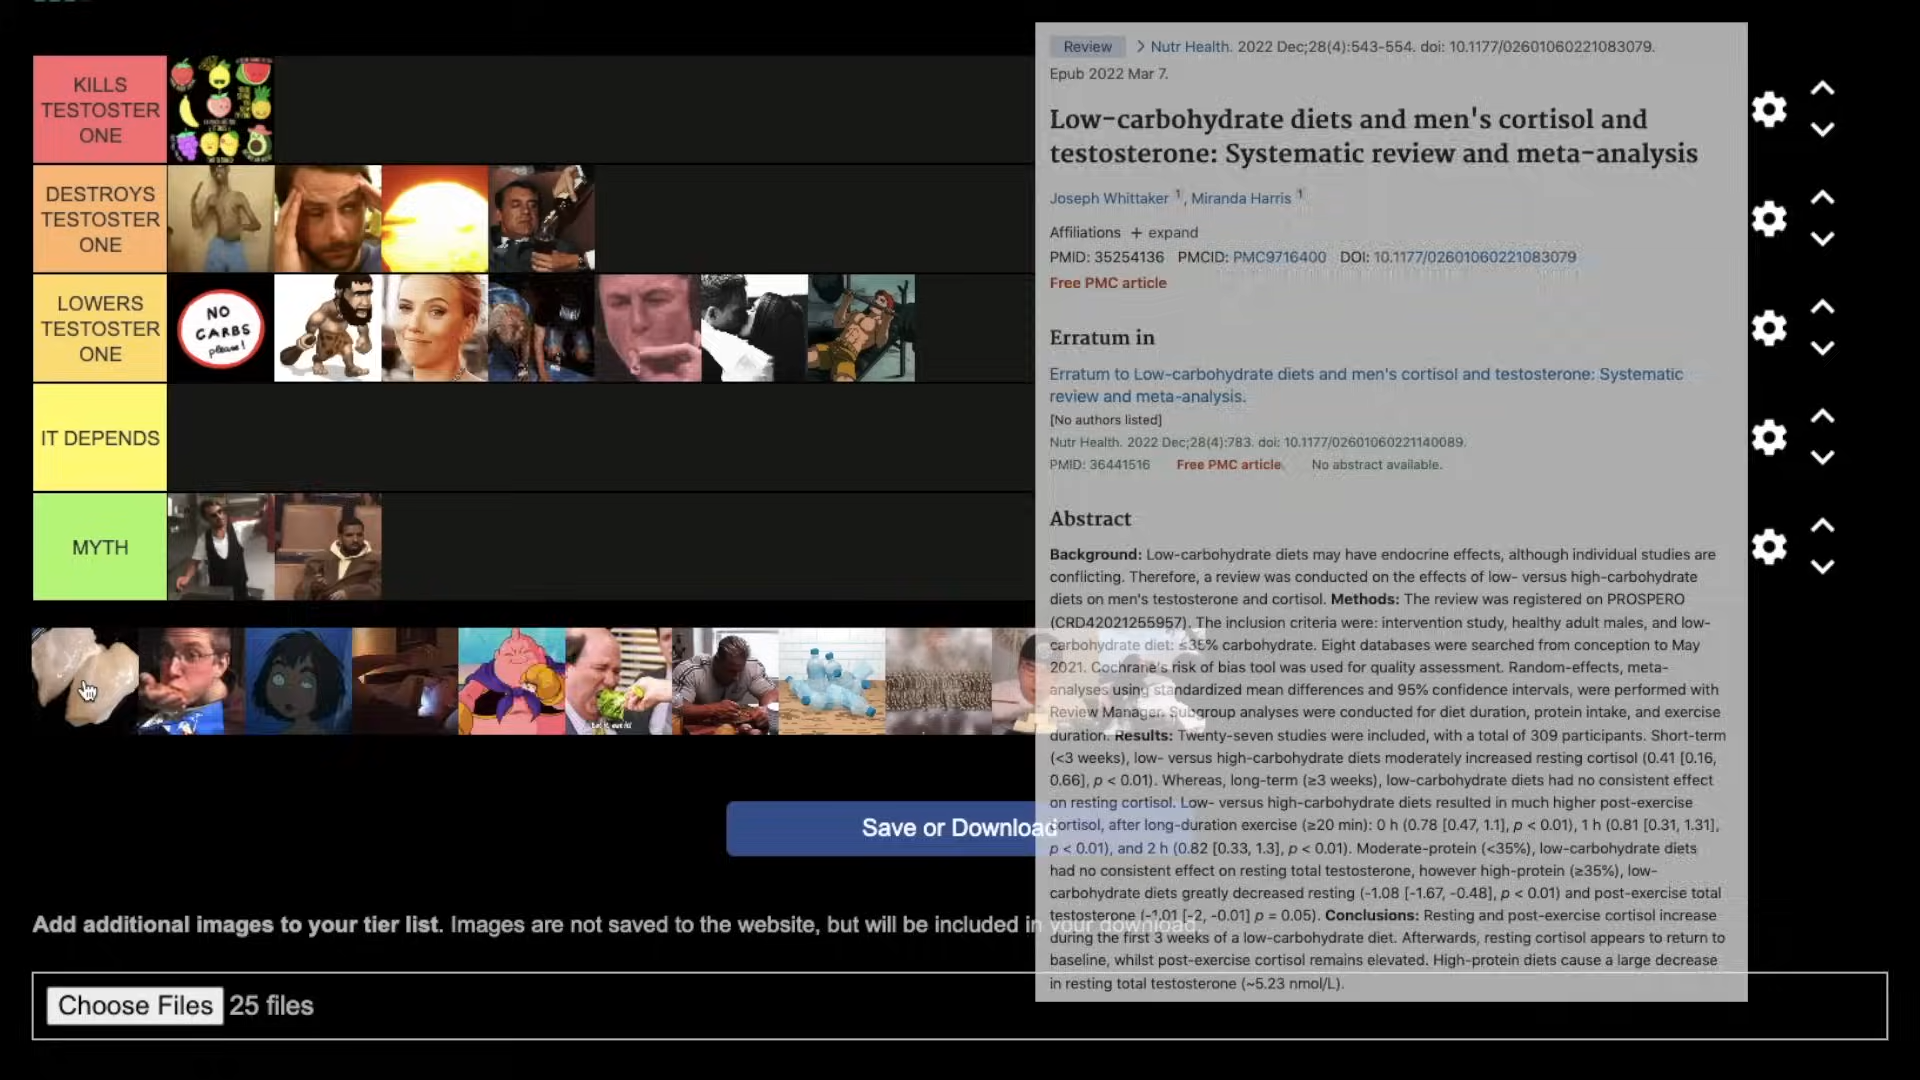 KILLS
TESTOSTER
ONE
DESTROYS
TESTOSTER
ONE
LOWERS
TESTOSTER
ONE
NO
CARBS
please!
IT DEPENDS
MYTH
Save or Download
Add additional images to your tier list. Images are not saved to the website, but will be included in your download.
Choose Files 25 files
Review > Nutr Health. 2022 Dec;28(4):543-554. doi: 10.1177/02601060221083079.
Epub 2022 Mar 7.
Low-carbohydrate diets and men's cortisol and
testosterone: Systematic review and meta-analysis
Joseph Whittaker 1, Miranda Harris 1
Affiliations + expand
PMID: 35254136 PMCID: PMC9716400 DOI: 10.1177/02601060221083079
Free PMC article
Erratum in
Erratum to Low-carbohydrate diets and men's cortisol and testosterone: Systematic
review and meta-analysis.
[No authors listed]
Nutr Health. 2022 Dec;28(4):783. doi: 10.1177/02601060221140089.
PMID: 36441516 Free PMC article. No abstract available.
Abstract
Background: Low-carbohydrate diets may have endocrine effects, although individual studies are
conflicting. Therefore, a review was conducted on the effects of low- versus high-carbohydrate
diets on men's testosterone and cortisol. Methods: The review was registered on PROSPERO
(CRD42021255957). The inclusion criteria were: intervention study, healthy adult males, and low-
carbohydrate diet: ≤35% carbohydrate. Eight databases were searched from conception to May
2021. Cochrane's risk of bias tool was used for quality assessment. Random-effects, meta-
analyses using standardized mean differences and 95% confidence intervals, were performed with
Review Manager. Subgroup analyses were conducted for diet duration, protein intake, and exercise
duration. Results: Twenty-seven studies were included, with a total of 309 participants. Short-term
(<3 weeks), low- versus high-carbohydrate diets moderately increased resting cortisol (0.41 [0.16,
0.66], p < 0.01). Whereas, long-term (≥3 weeks), low-carbohydrate diets had no consistent effect
on resting cortisol. Low- versus high-carbohydrate diets resulted in much higher post-exercise
cortisol, after long-duration exercise (≥20 min): 0 h (0.78 [0.47, 1.1], p < 0.01), 1 h (0.81 [0.31, 1.31],
p < 0.01), and 2 h (0.82 [0.33, 1.3], p < 0.01). Moderate-protein (<35%), low-carbohydrate diets
had no consistent effect on resting total testosterone, however high-protein (≥35%), low-
carbohydrate diets greatly decreased resting (-1.08 [-1.67, -0.48], p < 0.01) and post-exercise total
testosterone (-1.01 [-2, -0.01] p = 0.05). Conclusions: Resting and post-exercise cortisol increase
during the first 3 weeks of a low-carbohydrate diet. Afterwards, resting cortisol appears to return to
baseline, whilst post-exercise cortisol remains elevated. High-protein diets cause a large decrease
in resting total testosterone (~5.23 nmol/L).